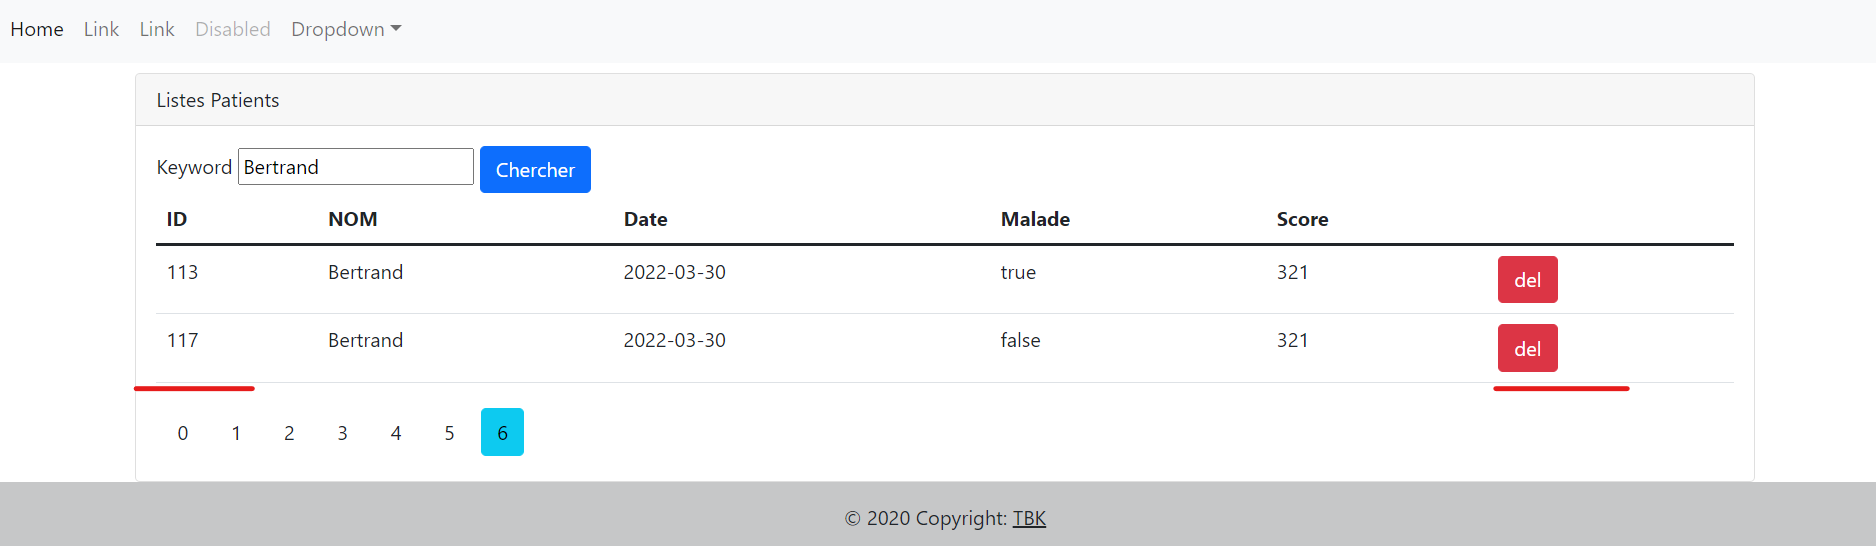 Home Link Link Disabled Dropdown
Listes Patients
Keyword Bertrand Chercher
ID NOM Date Malade Score
113 Bertrand 2022-03-30 true 321 del
117 Bertrand 2022-03-30 false 321 del
0 1 2 3 4 5 6
© 2020 Copyright: TBK